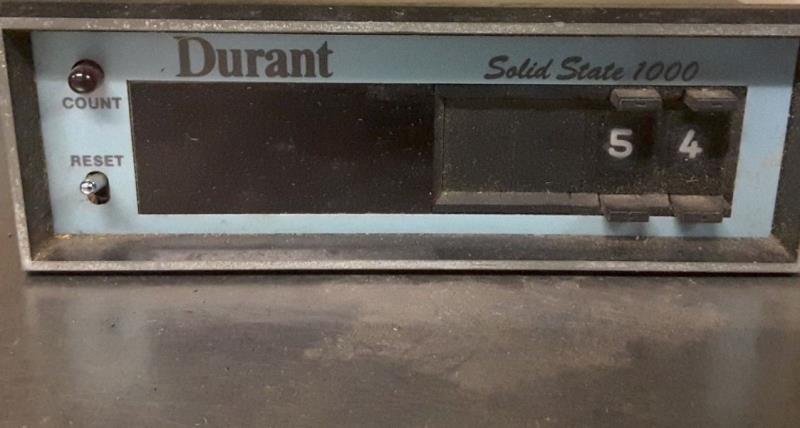 Durant
Solid State 1000
COUNT
RESET
5 4